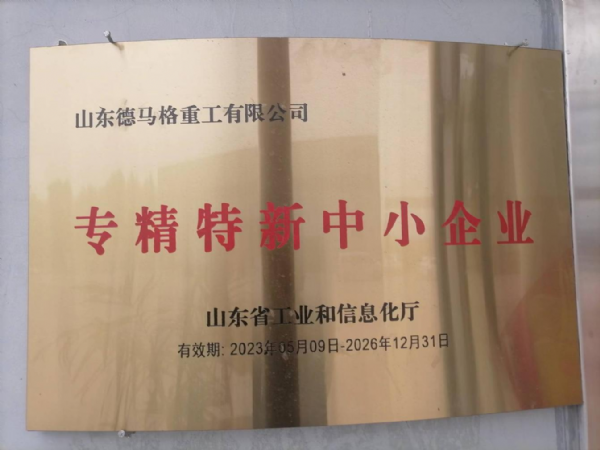 山东德马格重工有限公司
专精特新中小企业
山东省工业和信息化厅
有效期: 2023年05月09日-2026年12月31日